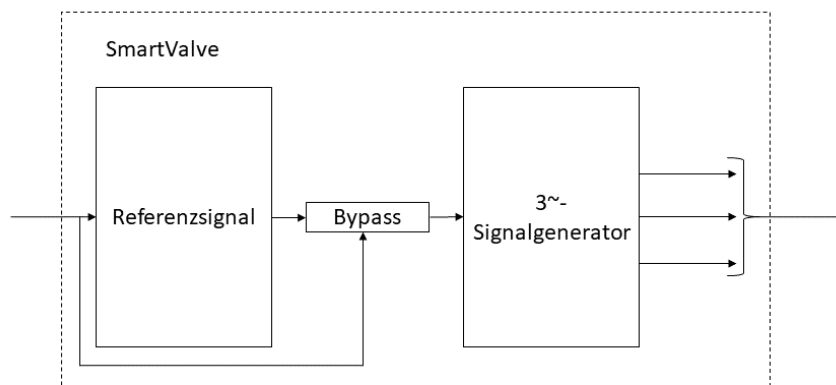 SmartValve
Referenzsignal
Bypass
3~-
Signalgenerator